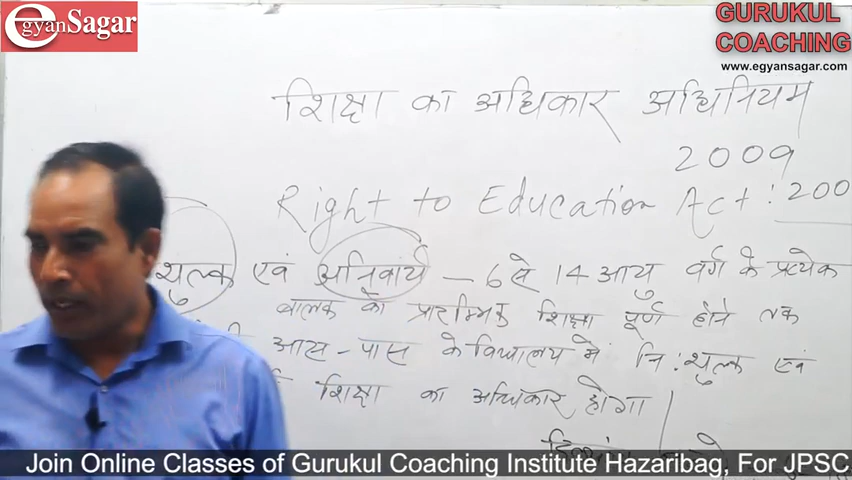 egyanSagar
GURUKUL
COACHING
www.egyansagar.com
शिक्षा का अधिकार अधिनियम
2009
Right to Education Act : 200
शुल्क एवं अनिवार्य – 6 से 14 आयु वर्ग के प्रत्येक
बालक को प्रारम्भिक शिक्षा पूर्ण होने तक
आस-पास के विद्यालय में नि:शुल्क एवं
शिक्षा का अधिकार होगा
Join Online Classes of Gurukul Coaching Institute Hazaribag, For JPSC